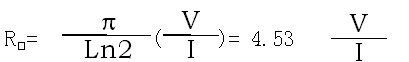 R□= π/Ln2 (V/I)= 4.53 V/I